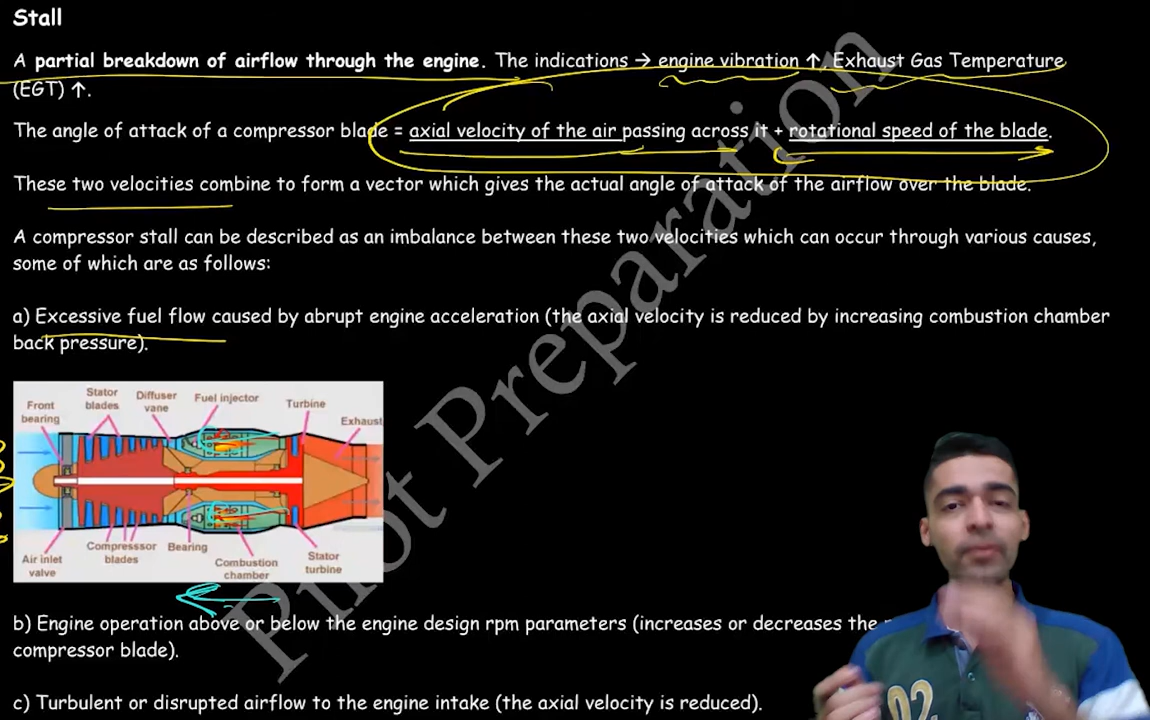 Stall
A partial breakdown of airflow through the engine. The indications → engine vibration ↑, Exhaust Gas Temperature
(EGT) ↑.
The angle of attack of a compressor blade = axial velocity of the air passing across it + rotational speed of the blade.
These two velocities combine to form a vector which gives the actual angle of attack of the airflow over the blade.
A compressor stall can be described as an imbalance between these two velocities which can occur through various causes,
some of which are as follows:
a) Excessive fuel flow caused by abrupt engine acceleration (the axial velocity is reduced by increasing combustion chamber
back pressure).
Front bearing
Stator blades
Diffuser vane
Fuel injector
Turbine
Exhaust
Air inlet valve
Compresssor blades
Bearing
Combustion chamber
Stator turbine
b) Engine operation above or below the engine design rpm parameters (increases or decreases the
compressor blade).
c) Turbulent or disrupted airflow to the engine intake (the axial velocity is reduced).
Pilot Preparation
02